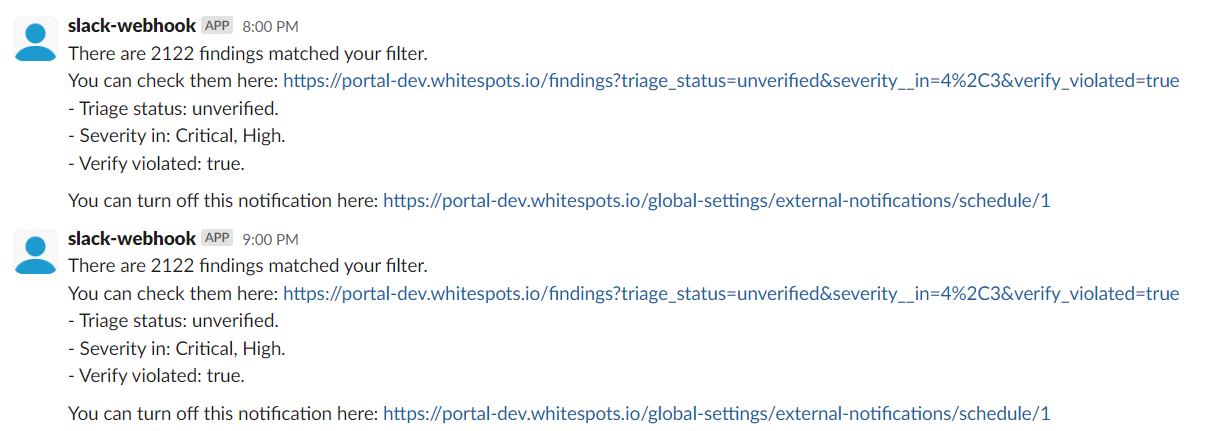 slack-webhook APP 8:00 PM
There are 2122 findings matched your filter.
You can check them here: https://portal-dev.whitespots.io/findings?triage_status=unverified&severity__in=4%2C3&verify_violated=true
- Triage status: unverified.
- Severity in: Critical, High.
- Verify violated: true.
You can turn off this notification here: https://portal-dev.whitespots.io/global-settings/external-notifications/schedule/1
slack-webhook APP 9:00 PM
There are 2122 findings matched your filter.
You can check them here: https://portal-dev.whitespots.io/findings?triage_status=unverified&severity__in=4%2C3&verify_violated=true
- Triage status: unverified.
- Severity in: Critical, High.
- Verify violated: true.
You can turn off this notification here: https://portal-dev.whitespots.io/global-settings/external-notifications/schedule/1